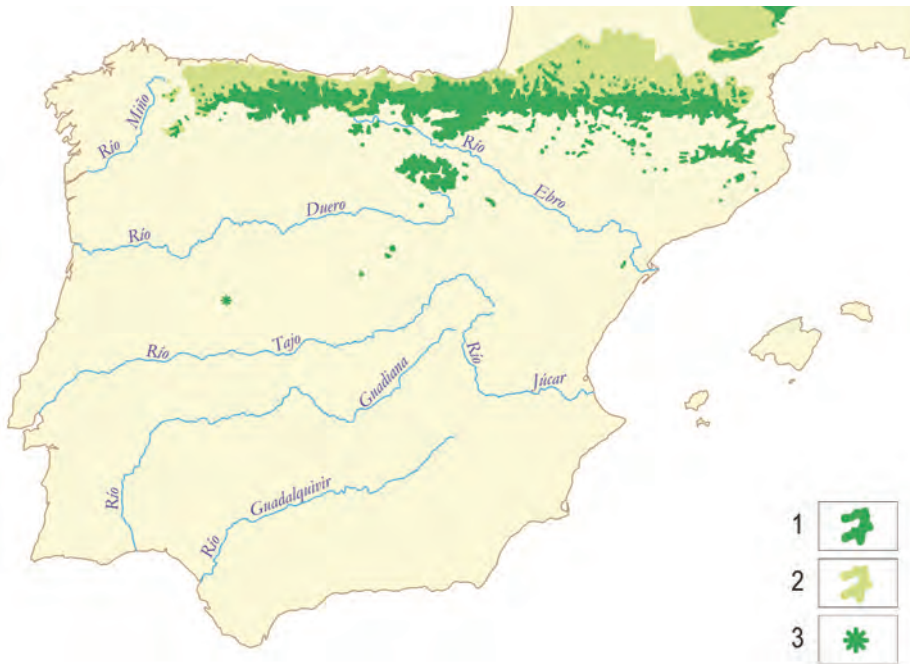 Río Miño
Río Ebro
Río Duero
Río Tajo
Río Guadiana
Río Júcar
Río Guadalquivir
1
2
3